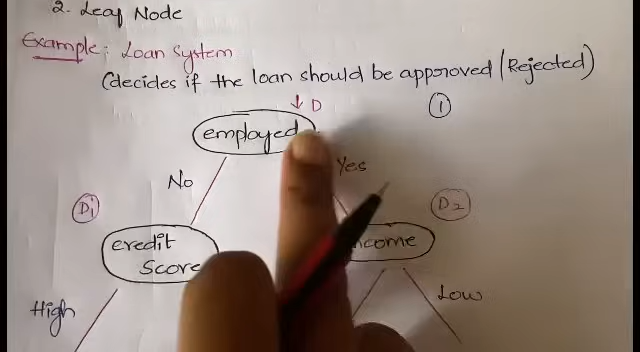 2. Leaf Node
Example: Loan System
(decides if the loan should be approved/Rejected)
↓ D
1
employed
No
Yes
D1
D2
credit
Score
come
High
Low